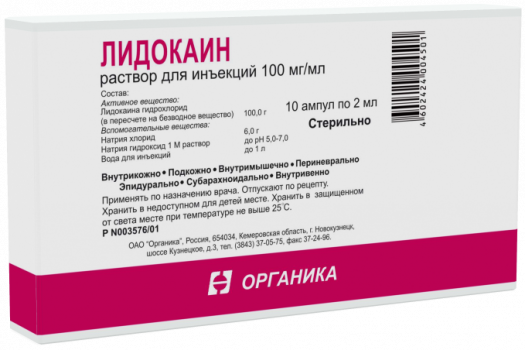 ЛИДОКАИН
раствор для инъекций 100 мг/мл
Состав:
Активное вещество:
Лидокаина гидрохлорид
(в пересчете на безводное вещество) 100,0 г
Вспомогательные вещества:
Натрия хлорид 6,0 г
Натрия гидроксид 1 М раствор до pH 5,0-7,0
Вода для инъекций до 1 л
10 ампул по 2 мл
Стерильно
4602424004501
Внутрикожно • Подкожно • Внутримышечно • Периневрально
Эпидурально • Субарахноидально • Внутривенно
Применять по назначению врача. Отпускают по рецепту.
Хранить в недоступном для детей месте. Хранить в защищенном
от света месте при температуре не выше 25°С.
Р N003576/01
ОАО "Органика", Россия, 654034, Кемеровская область, г. Новокузнецк,
шоссе Кузнецкое, д.3, тел. (3843) 37-05-75, факс 37-24-96.
ОРГАНИКА